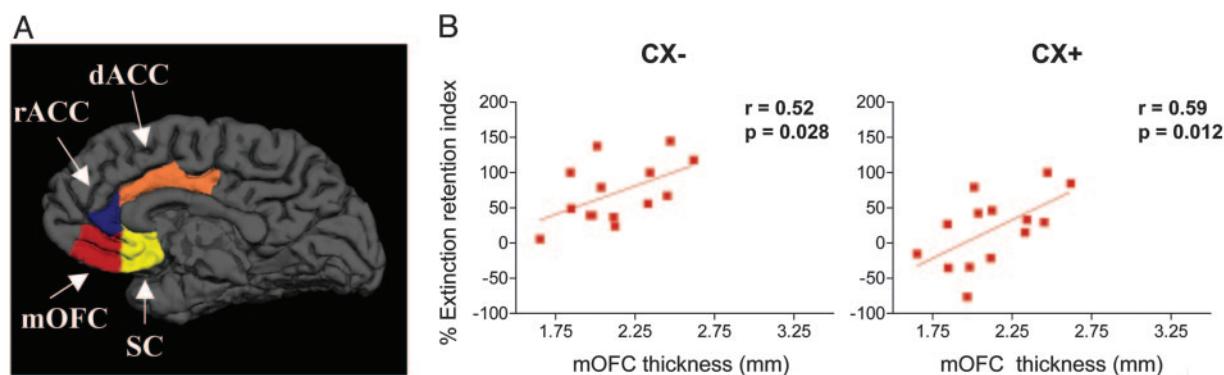 A
dACC
rACC
mOFC
SC
B
CX-
% Extinction retention index
200
150
100
50
0
-50
-100
r = 0.52
p = 0.028
1.75
2.25
2.75
3.25
mOFC thickness (mm)
CX+
200
150
100
50
0
-50
-100
r = 0.59
p = 0.012
1.75
2.25
2.75
3.25
mOFC thickness (mm)